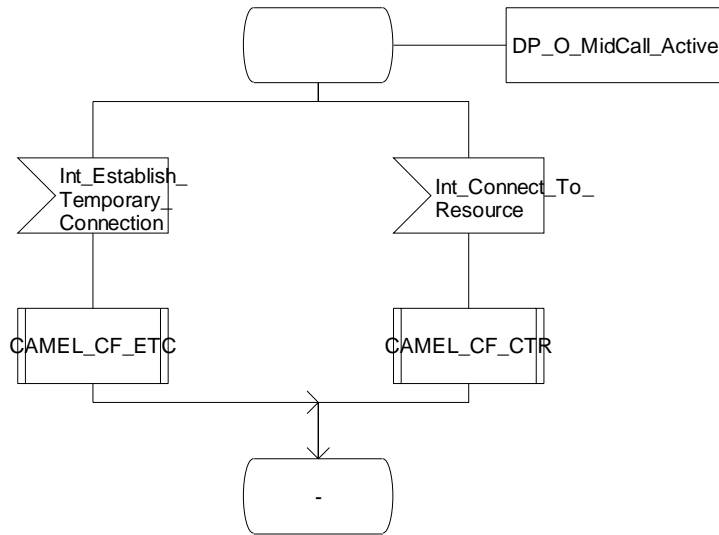 DP_O_MidCall_Active
Int_Establish_
Temporary_
Connection
Int_Connect_To_
Resource
CAMEL_CF_ETC
CAMEL_CF_CTR
-